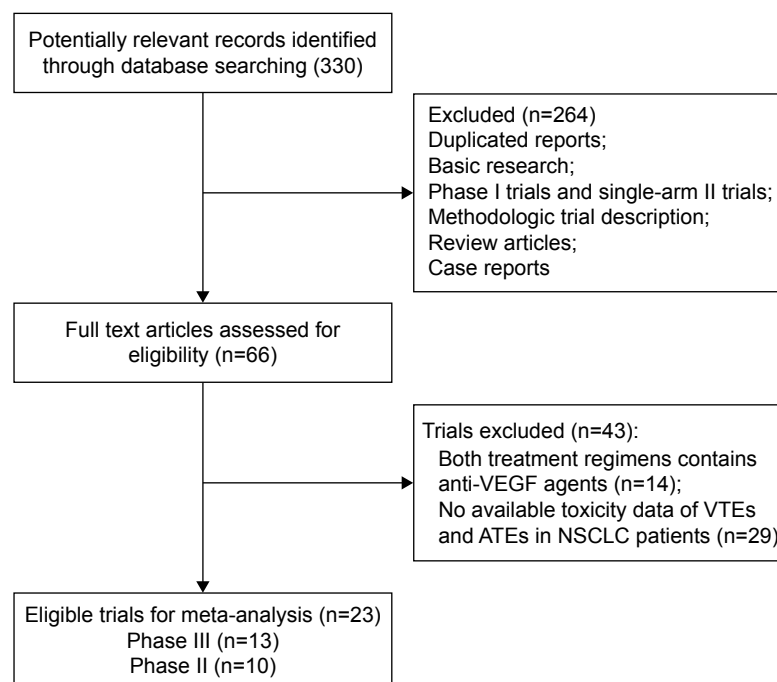 Potentially relevant records identified
through database searching (330)
Excluded (n=264)
Duplicated reports;
Basic research;
Phase I trials and single-arm II trials;
Methodologic trial description;
Review articles;
Case reports
Full text articles assessed for
eligibility (n=66)
Trials excluded (n=43):
Both treatment regimens contains
anti-VEGF agents (n=14);
No available toxicity data of VTEs
and ATEs in NSCLC patients (n=29)
Eligible trials for meta-analysis (n=23)
Phase III (n=13)
Phase II (n=10)